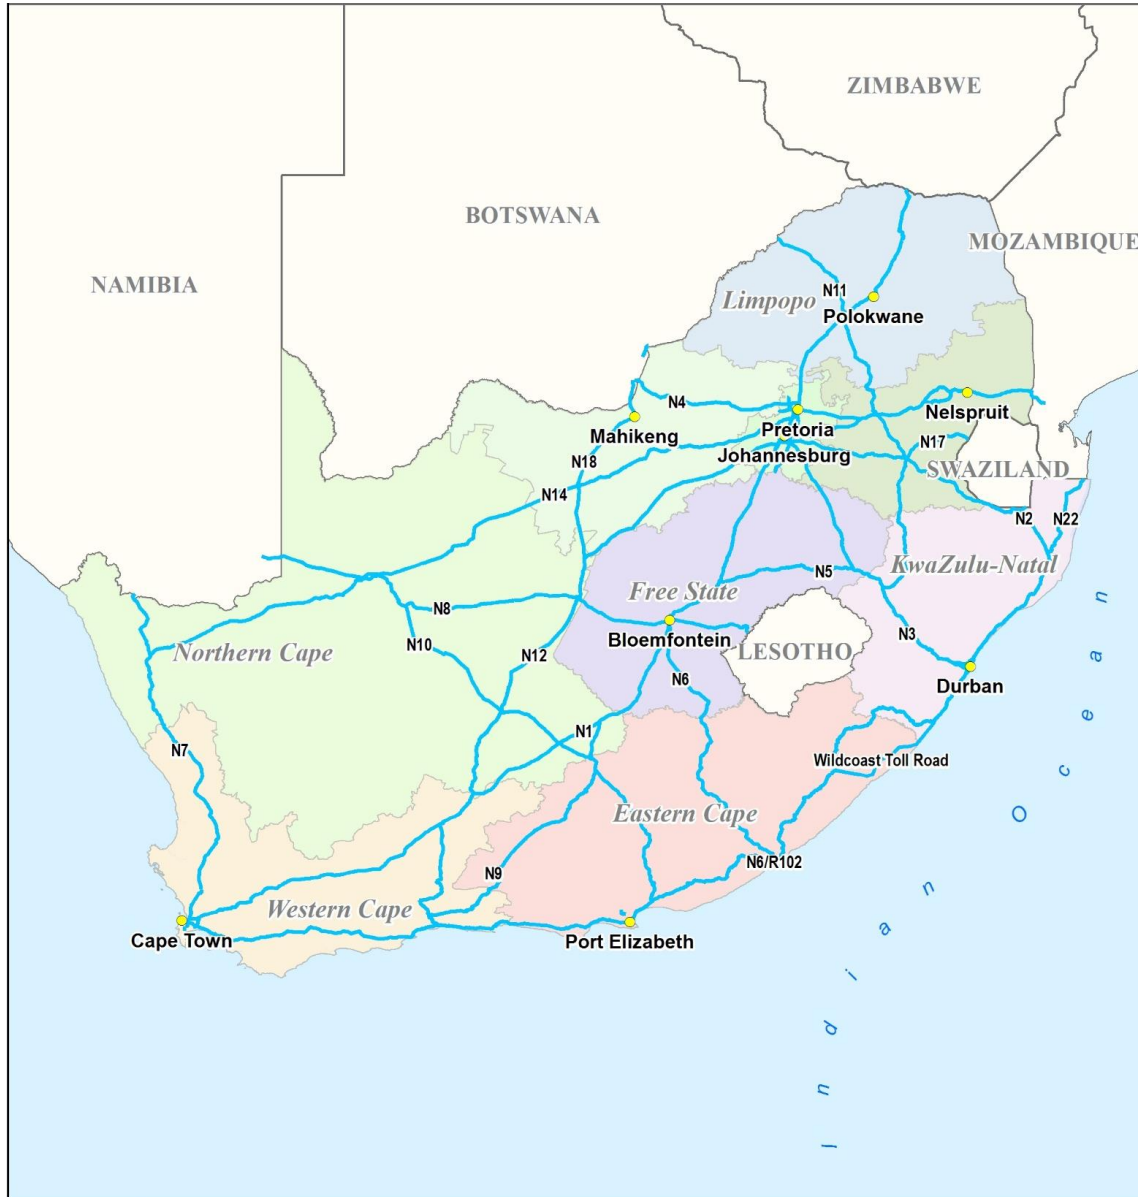 ZIMBABWE
BOTSWANA
MOZAMBIQUE
NAMIBIA
Limpopo
N11
Polokwane
N4
Nelspruit
Mahikeng
Pretoria
Johannesburg
N17
N18
SWAZILAND
N14
N2
N22
N5
KwaZulu-Natal
Free State
N8
N10
Bloemfontein
N3
Northern Cape
N12
LESOTHO
N6
Durban
N1
N7
Wildcoast Toll Road
Eastern Cape
N6/R102
N9
Western Cape
Cape Town
Port Elizabeth
Indian Ocean